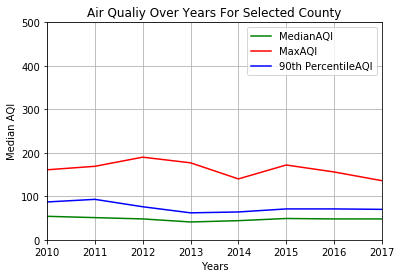 Air Qualiy Over Years For Selected County
MedianAQI
MaxAQI
90th PercentileAQI
Median AQI
500
400
300
200
100
0
2010 2011 2012 2013 2014 2015 2016 2017
Years